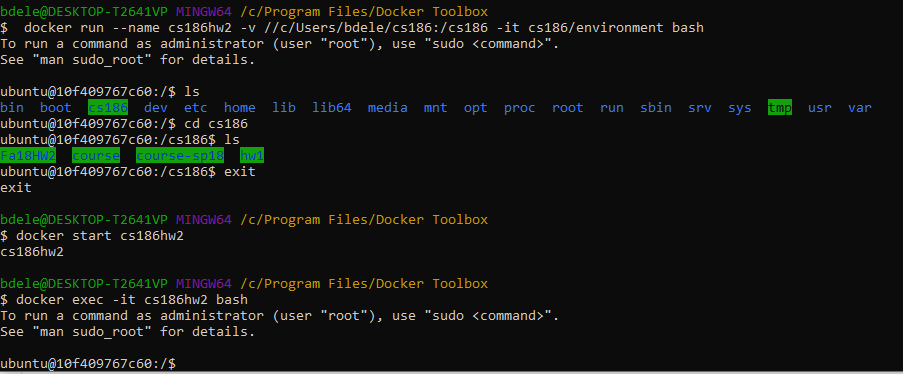 bdele@DESKTOP-T2641VP MINGW64 /c/Program Files/Docker Toolbox
$  docker run --name cs186hw2 -v //c/Users/bdele/cs186:/cs186 -it cs186/environment bash
To run a command as administrator (user "root"), use "sudo <command>".
See "man sudo_root" for details.
ubuntu@10f409767c60:/$ ls
bin  boot  cs186  dev  etc  home  lib  lib64  media  mnt  opt  proc  root  run  sbin  srv  sys  tmp  usr  var
ubuntu@10f409767c60:/$ cd cs186
ubuntu@10f409767c60:/cs186$ ls
Fa18HW2  course  course-sp18  hw1
ubuntu@10f409767c60:/cs186$ exit
exit
bdele@DESKTOP-T2641VP MINGW64 /c/Program Files/Docker Toolbox
$ docker start cs186hw2
cs186hw2
bdele@DESKTOP-T2641VP MINGW64 /c/Program Files/Docker Toolbox
$ docker exec -it cs186hw2 bash
To run a command as administrator (user "root"), use "sudo <command>".
See "man sudo_root" for details.
ubuntu@10f409767c60:/$